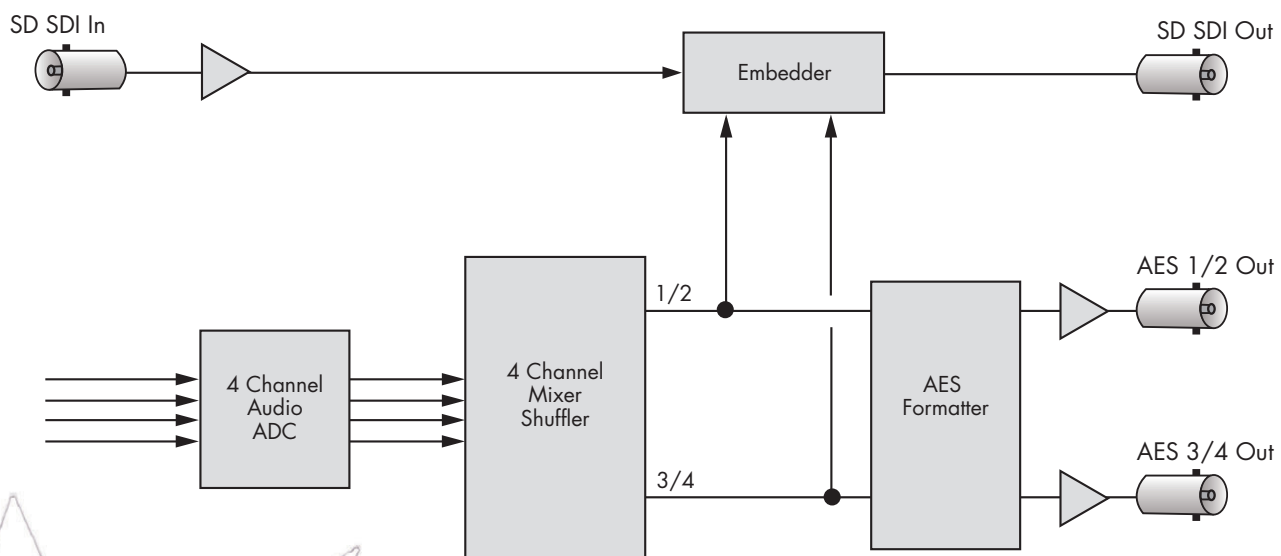 SD SDI In
SD SDI Out
Embedder
AES 1/2 Out
1/2
4 Channel
Audio
ADC
4 Channel
Mixer
Shuffler
AES
Formatter
AES 3/4 Out
3/4